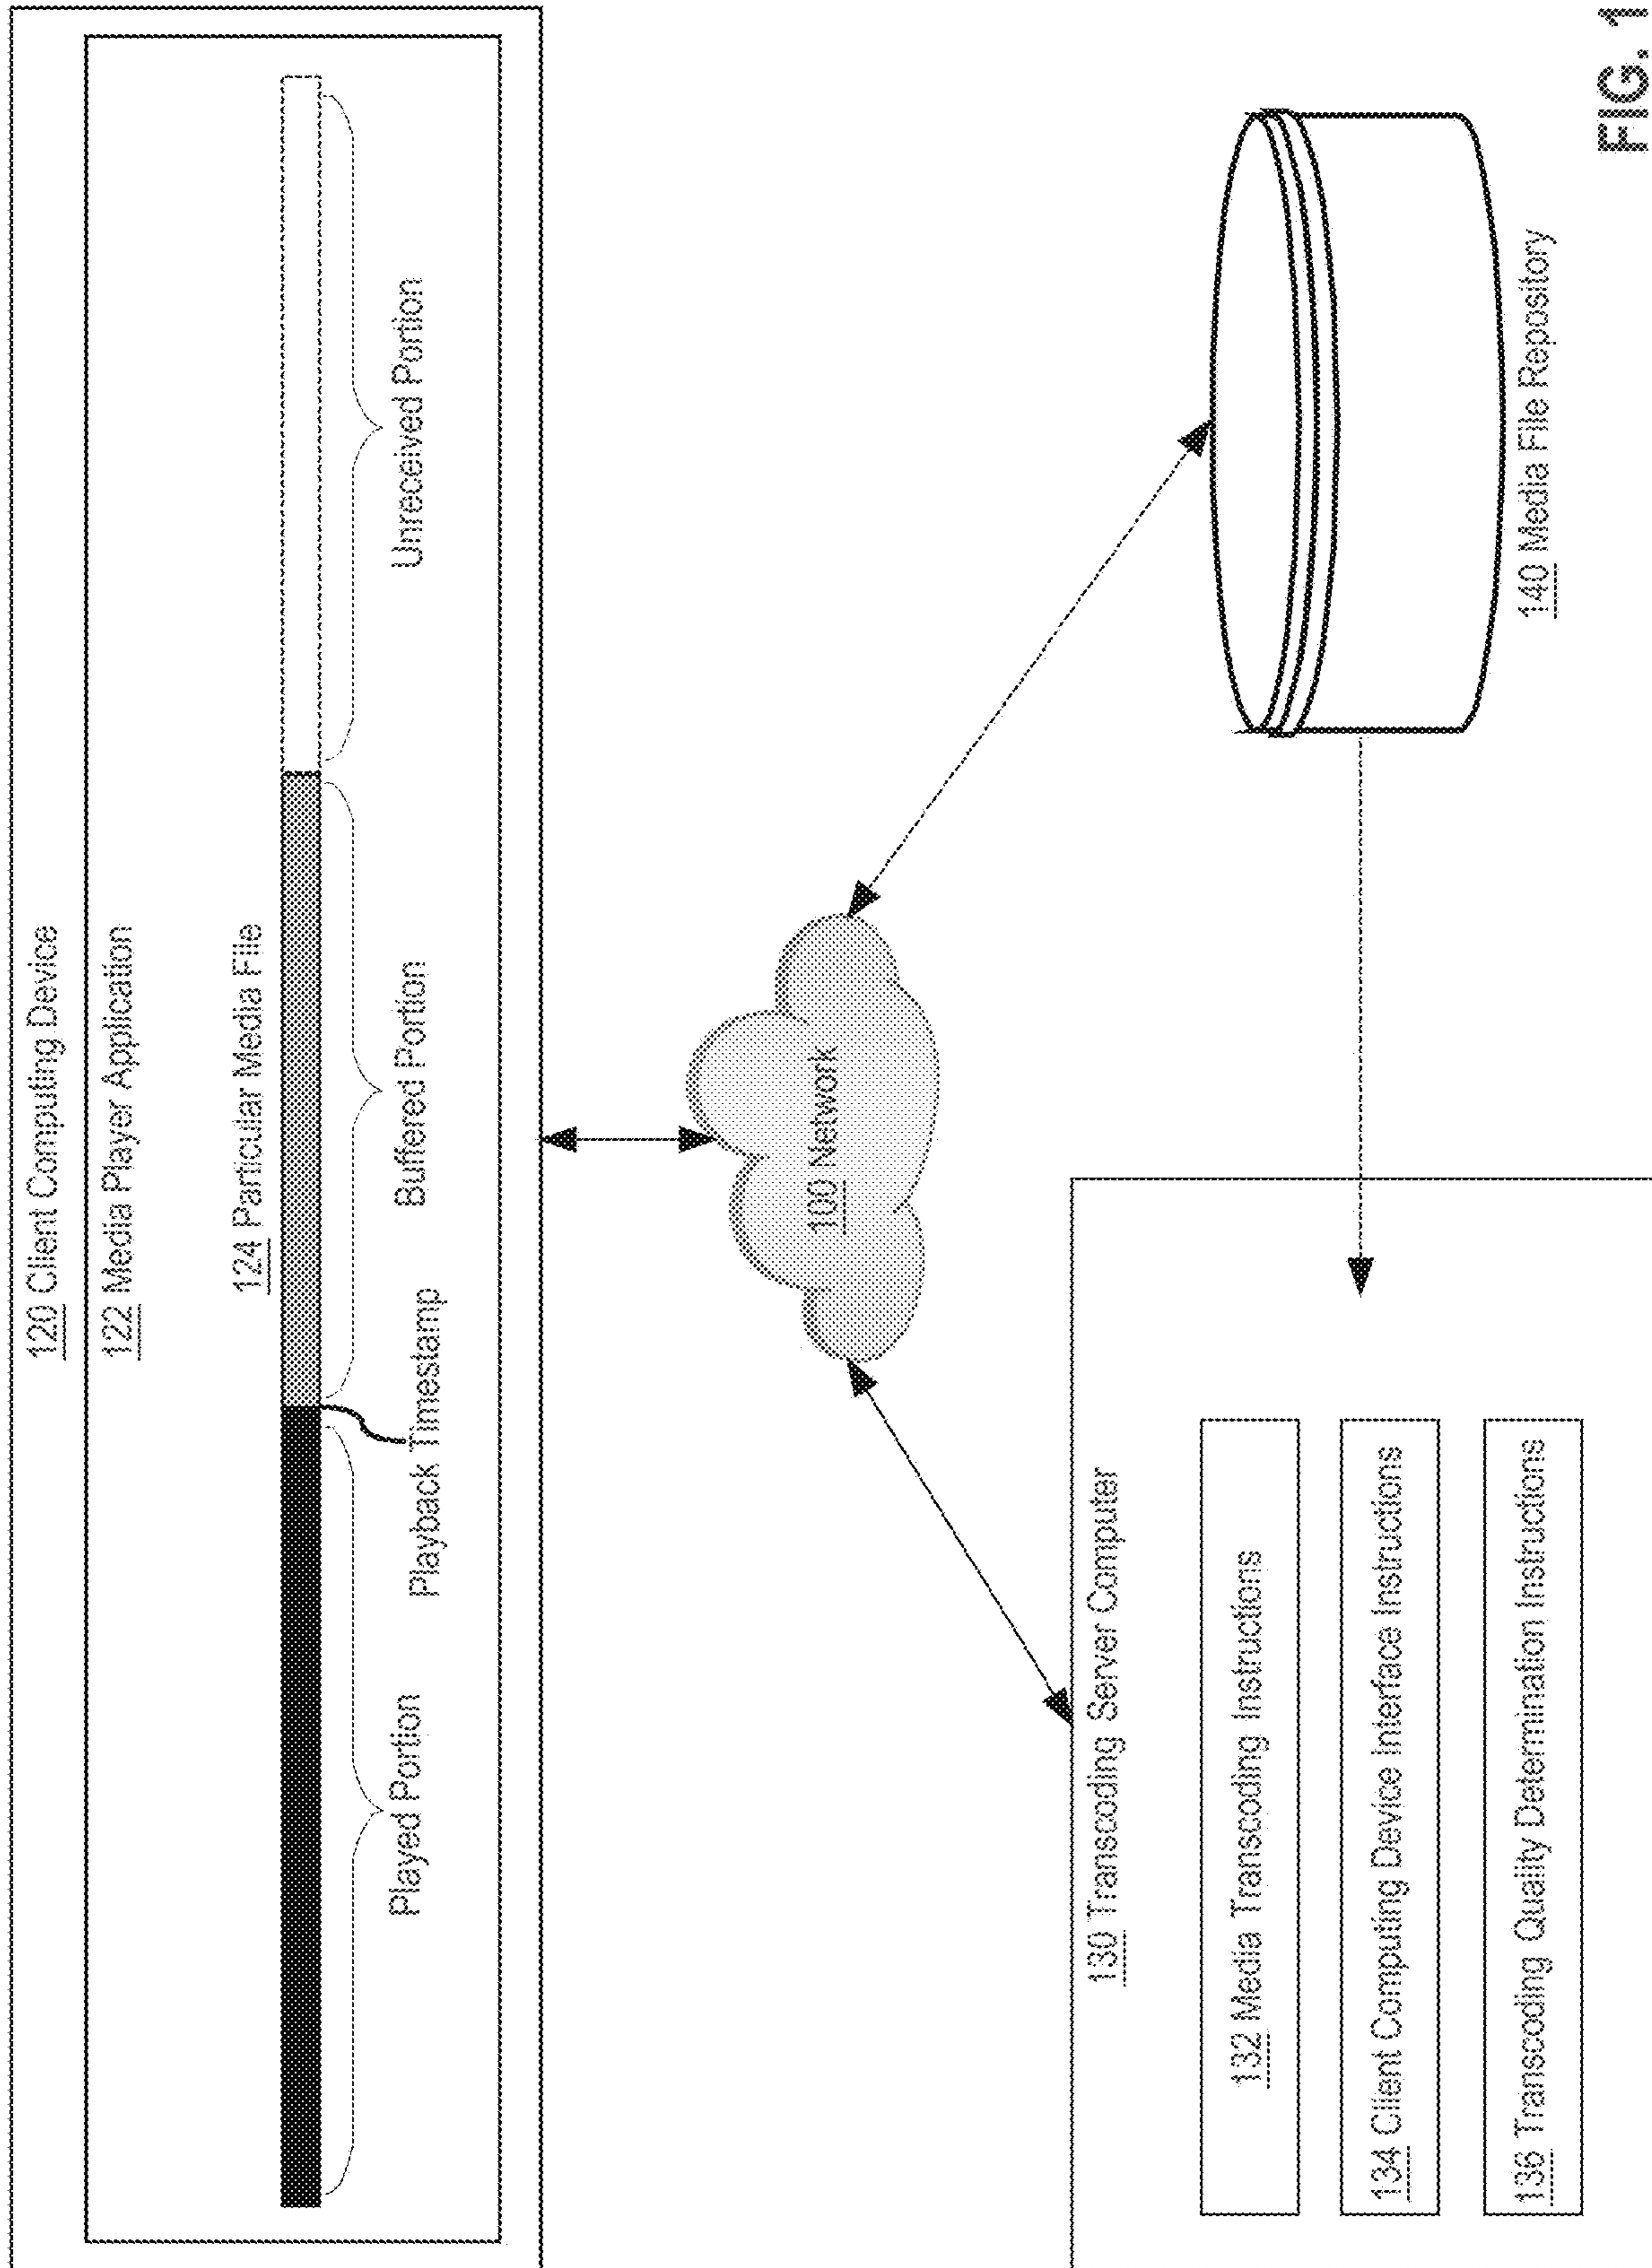 120 Client Computing Device
122 Media Player Application
124 Particular Media File
Played Portion
Playback Timestamp
Buffered Portion
Unreceived Portion
100 Network
130 Transcoding Server Computer
132 Media Transcoding Instructions
134 Client Computing Device Interface Instructions
136 Transcoding Quality Determination Instructions
140 Media File Repository
FIG. 1